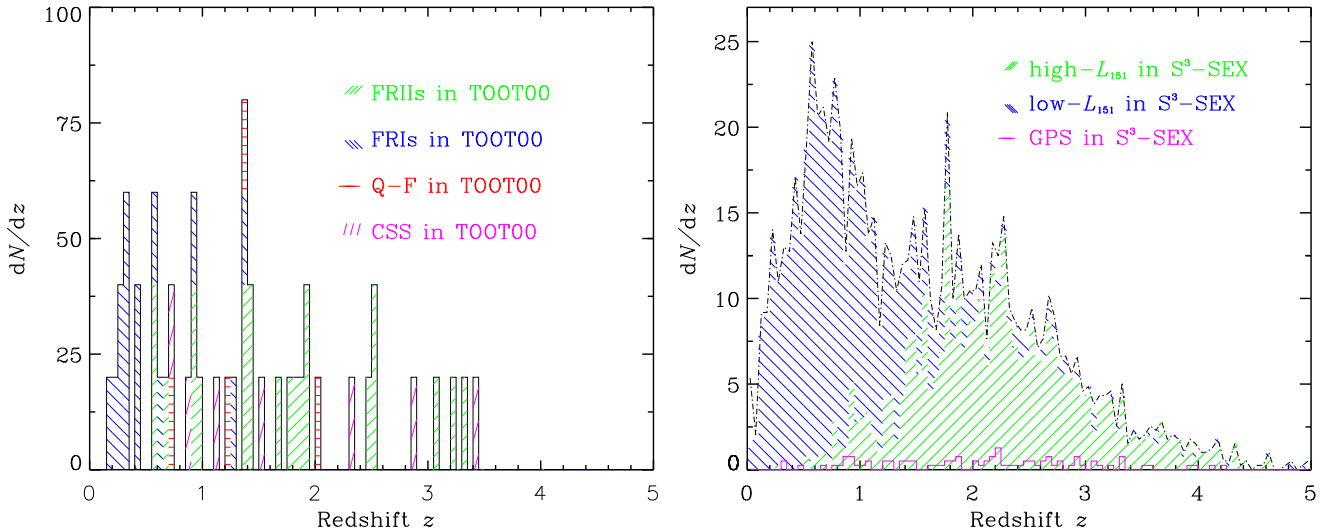 100
75
50
25
0
dN/dz
FRIIs in TOOT00
FRIs in TOOT00
Q-F in TOOT00
CSS in TOOT00
0 1 2 3 4 5
Redshift z
25
20
15
10
5
0
dN/dz
high-L151 in S³-SEX
low-L151 in S³-SEX
GPS in S³-SEX
0 1 2 3 4 5
Redshift z